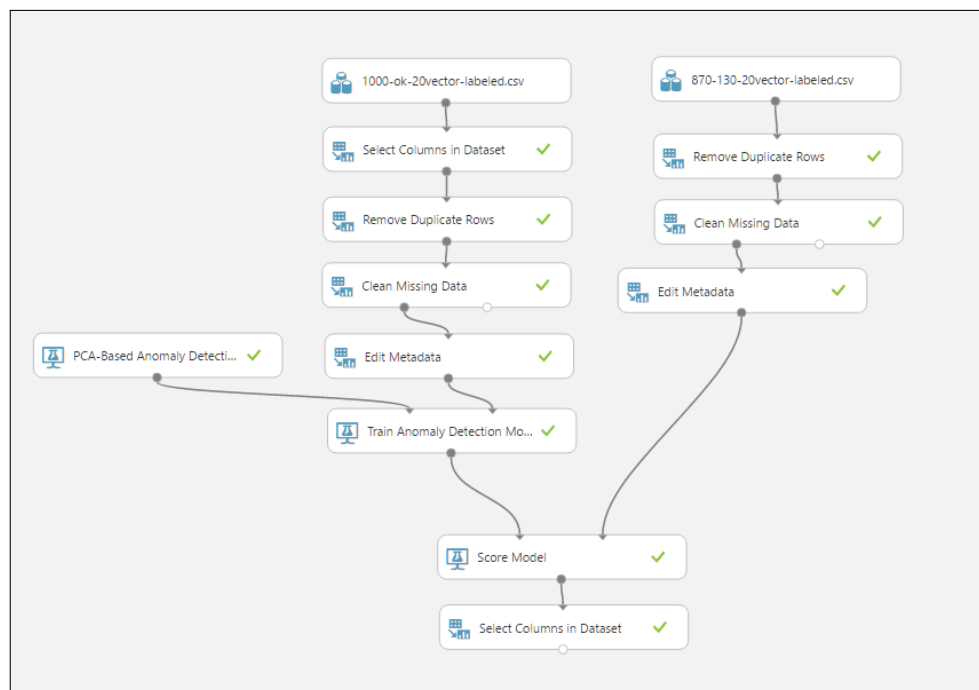 1000-ok-20vector-labeled.csv
870-130-20vector-labeled.csv
Select Columns in Dataset
Remove Duplicate Rows
Remove Duplicate Rows
Clean Missing Data
Clean Missing Data
Edit Metadata
PCA-Based Anomaly Detecti...
Edit Metadata
Train Anomaly Detection Mo...
Score Model
Select Columns in Dataset